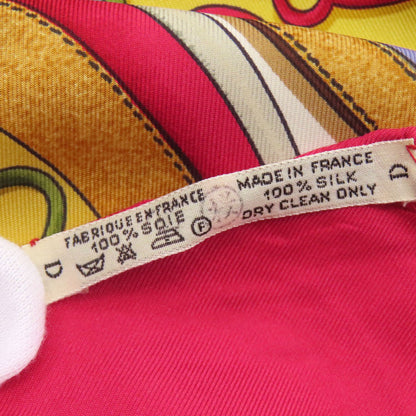 D
FABRIQUE EN FRANCE
100% SOIE
F
MADE IN FRANCE
100% SILK
DRY CLEAN ONLY
D